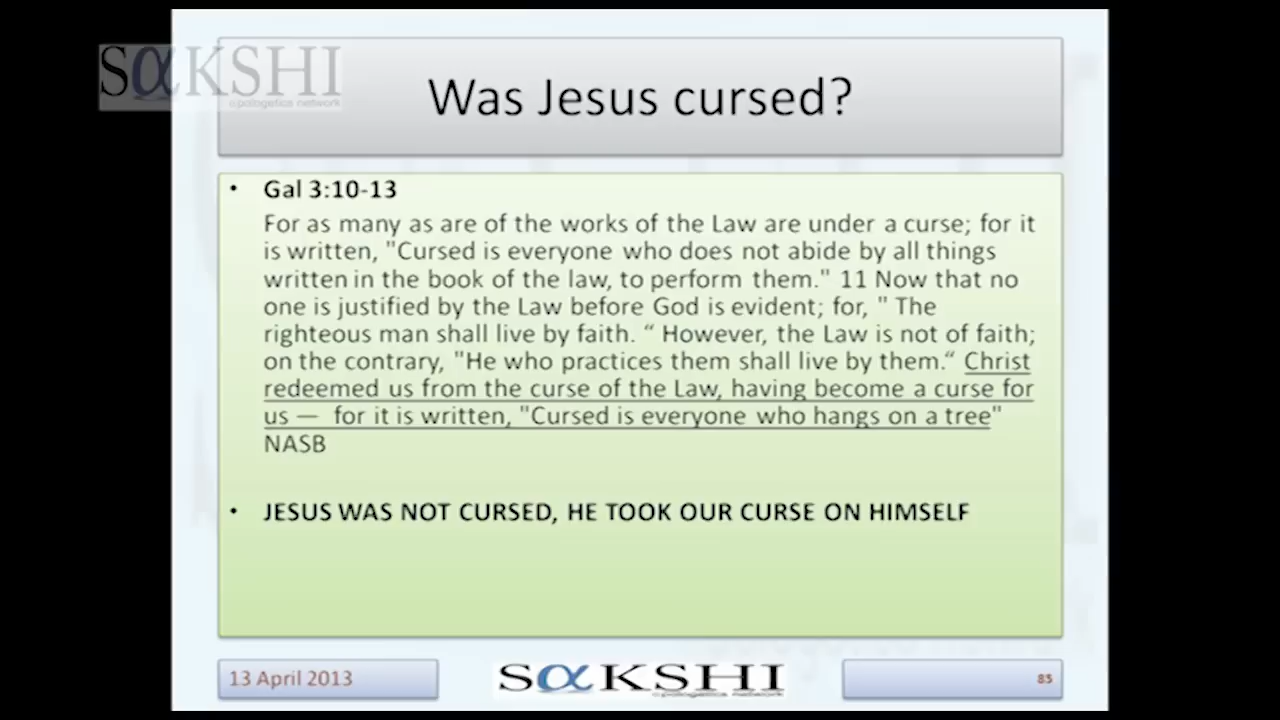 SαKSHI
apologetics network
Was Jesus cursed?
• Gal 3:10-13
For as many as are of the works of the Law are under a curse; for it
is written, "Cursed is everyone who does not abide by all things
written in the book of the law, to perform them." 11 Now that no
one is justified by the Law before God is evident; for, " The
righteous man shall live by faith. “ However, the Law is not of faith;
on the contrary, "He who practices them shall live by them.“ Christ
redeemed us from the curse of the Law, having become a curse for
us — for it is written, "Cursed is everyone who hangs on a tree"
NASB
• JESUS WAS NOT CURSED, HE TOOK OUR CURSE ON HIMSELF
13 April 2013
SαKSHI
apologetics network
85